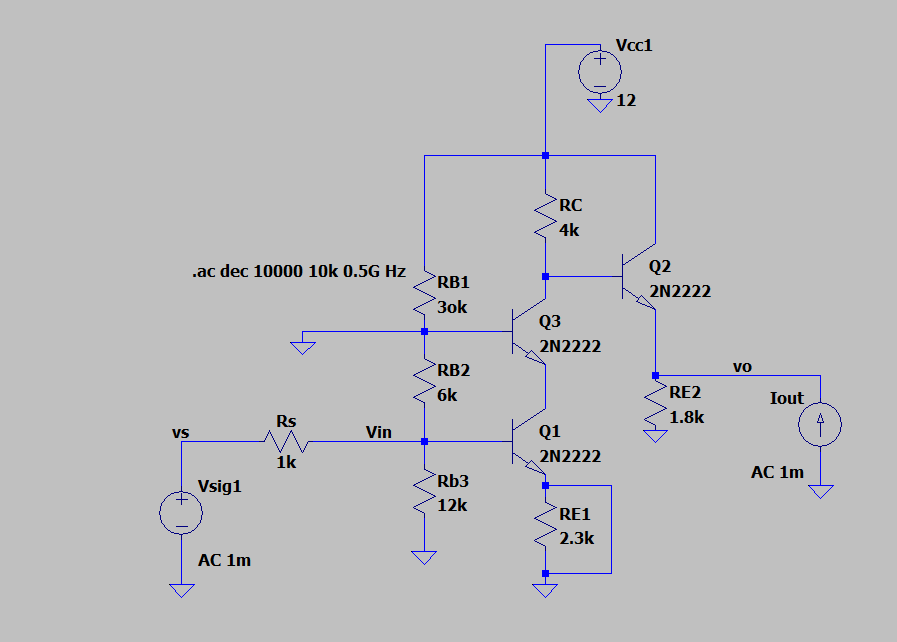 Vcc1
12
RC
4k
Q2
2N2222
.ac dec 10000 10k 0.5G Hz
RB1
3ok
Q3
2N2222
vo
RB2
6k
RE2
1.8k
Iout
AC 1m
Rs
1k
vs
Vin
Q1
2N2222
Vsig1
AC 1m
Rb3
12k
RE1
2.3k